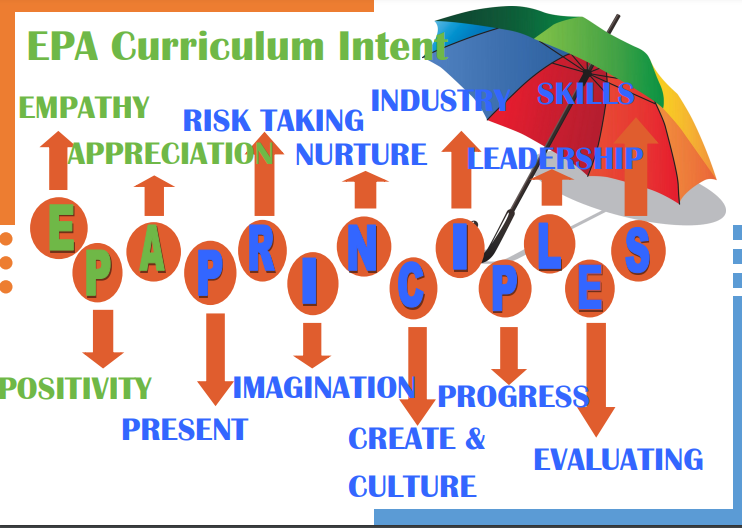 EPA Curriculum Intent
EMPATHY
RISK TAKING
INDUSTRY
SKILLS
APPRECIATION
NURTURE
LEADERSHIP
E P A P R I N C I P L E S
POSITIVITY
IMAGINATION
PROGRESS
PRESENT
CREATE &
CULTURE
EVALUATING